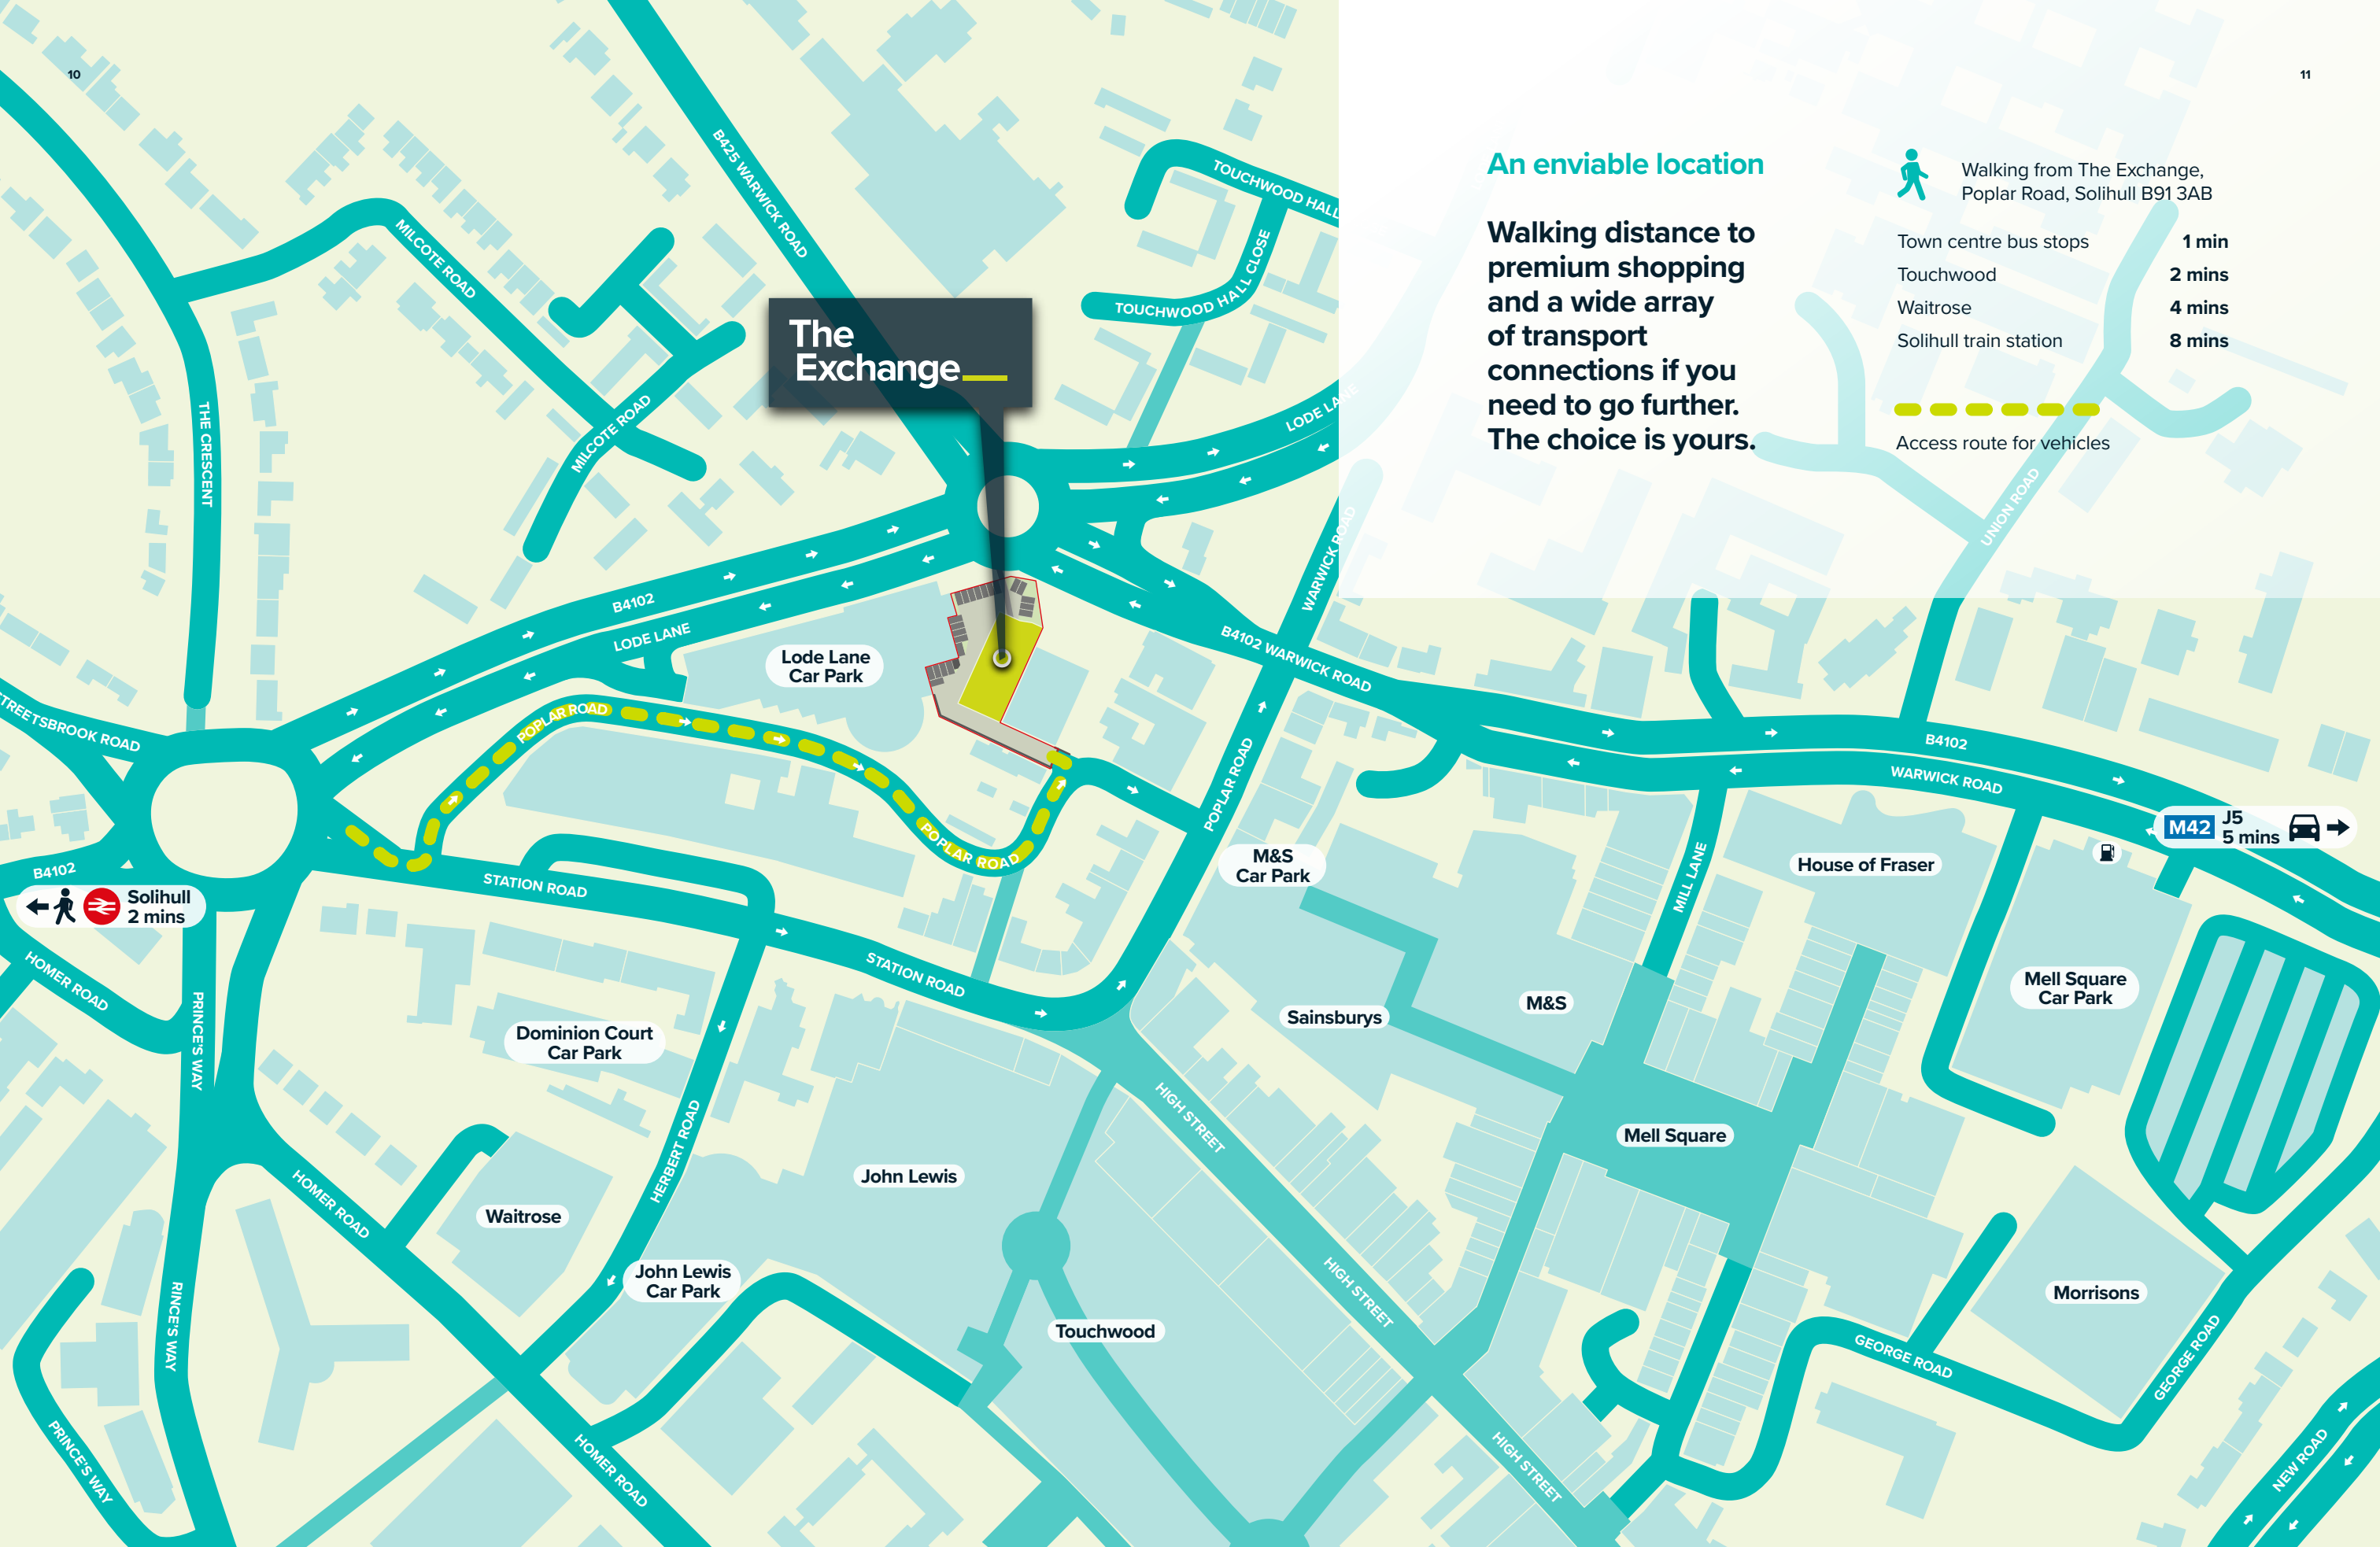 10
11
An enviable location
Walking distance to
premium shopping
and a wide array
of transport
connections if you
need to go further.
The choice is yours.
Walking from The Exchange,
Poplar Road, Solihull B91 3AB
Town centre bus stops 1 min
Touchwood 2 mins
Waitrose 4 mins
Solihull train station 8 mins
Access route for vehicles
The
Exchange
B425 WARWICK ROAD
TOUCHWOOD HALL
TOUCHWOOD HALL CLOSE
MILCOTE ROAD
MILCOTE ROAD
THE CRESCENT
LODE LANE
WARWICK ROAD
UNION ROAD
B4102
LODE LANE
Lode Lane
Car Park
B4102 WARWICK ROAD
STREETSBROOK ROAD
POPLAR ROAD
POPLAR ROAD
POPLAR ROAD
B4102
WARWICK ROAD
M42
J5
5 mins
B4102
Solihull
2 mins
STATION ROAD
STATION ROAD
M&S
Car Park
MILL LANE
House of Fraser
HOMER ROAD
PRINCE'S WAY
Dominion Court
Car Park
Sainsburys
M&S
Mell Square
Car Park
HERBERT ROAD
HIGH STREET
Mell Square
John Lewis
HOMER ROAD
Waitrose
John Lewis
Car Park
HIGH STREET
Touchwood
Morrisons
RINCE'S WAY
GEORGE ROAD
GEORGE ROAD
PRINCE'S WAY
HOMER ROAD
HIGH STREET
NEW ROAD